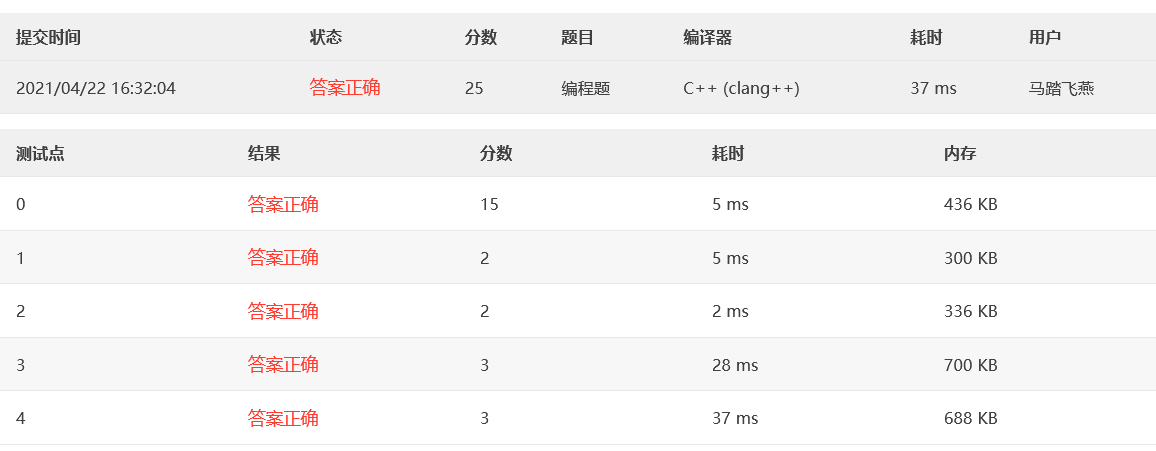 提交时间 状态 分数 题目 编译器 耗时 用户
2021/04/22 16:32:04 答案正确 25 编程题 C++ (clang++) 37 ms 马踏飞燕
测试点 结果 分数 耗时 内存
0 答案正确 15 5 ms 436 KB
1 答案正确 2 5 ms 300 KB
2 答案正确 2 2 ms 336 KB
3 答案正确 3 28 ms 700 KB
4 答案正确 3 37 ms 688 KB